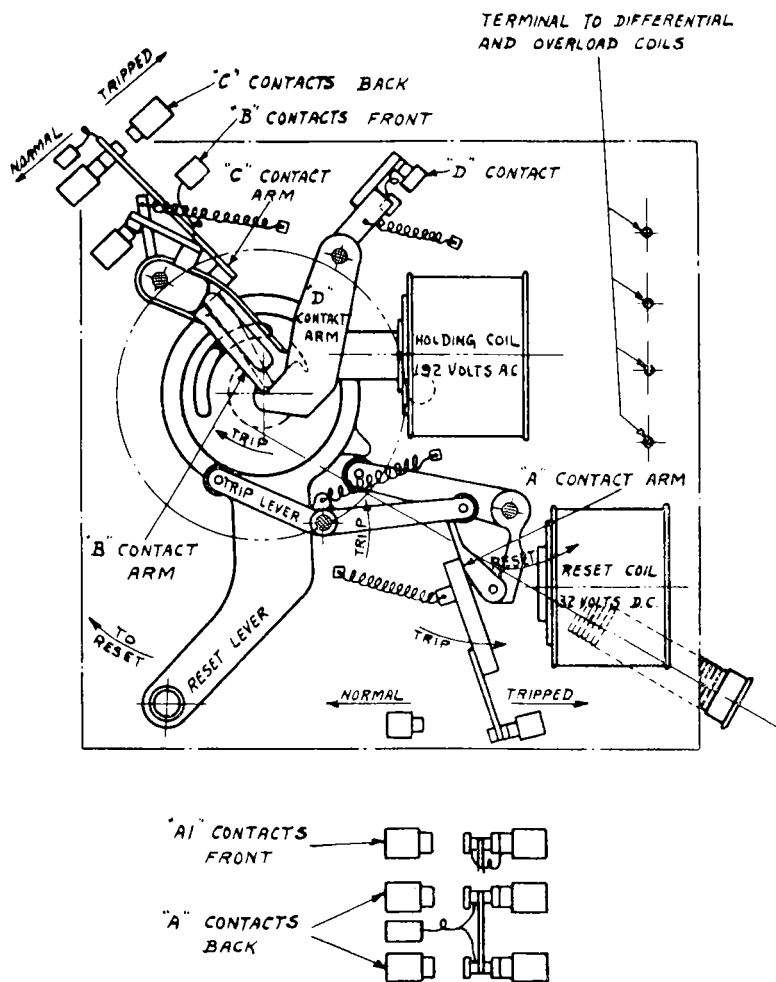 TERMINAL TO DIFFERENTIAL
AND OVERLOAD COILS
TRIPPED
"C" CONTACTS BACK
"B" CONTACTS FRONT
NORMAL
"C" CONTACT
ARM
"D" CONTACT
"D"
CONTACT
ARM
HOLDING COIL
192 VOLTS A.C
TRIP
TRIP LEVER
"A" CONTACT ARM
"B" CONTACT
ARM
TRIP
RESET
RESET COIL
32 VOLTS D.C.
TO
RESET
RESET LEVER
TRIP
NORMAL
TRIPPED
"A1" CONTACTS
FRONT
"A" CONTACTS
BACK